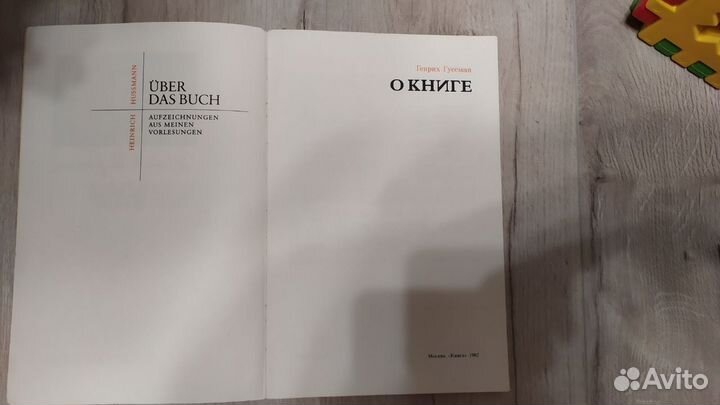 HEINRICH HUSSMANN
ÜBER
DAS BUCH
AUFZEICHNUNGEN
AUS MEINEN
VORLESUNGEN
Генрих Гуссман
О КНИГЕ
Москва «Книга» 1982
Avito